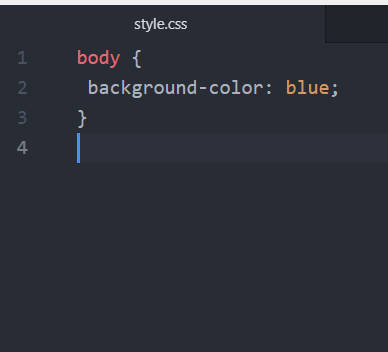 style.css
1 body {
2  background-color: blue;
3 }
4